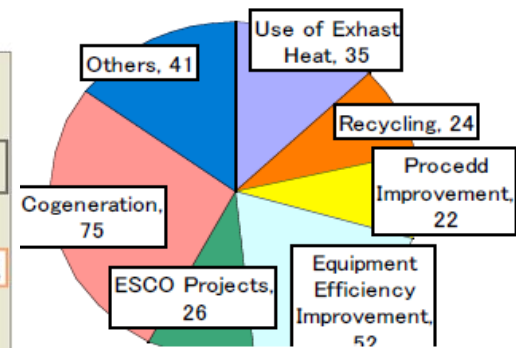 Use of Exhast
Heat, 35
Others, 41
Recycling, 24
Procedd
Improvement,
22
Cogeneration,
75
ESCO Projects,
26
Equipment
Efficiency
Improvement,
52